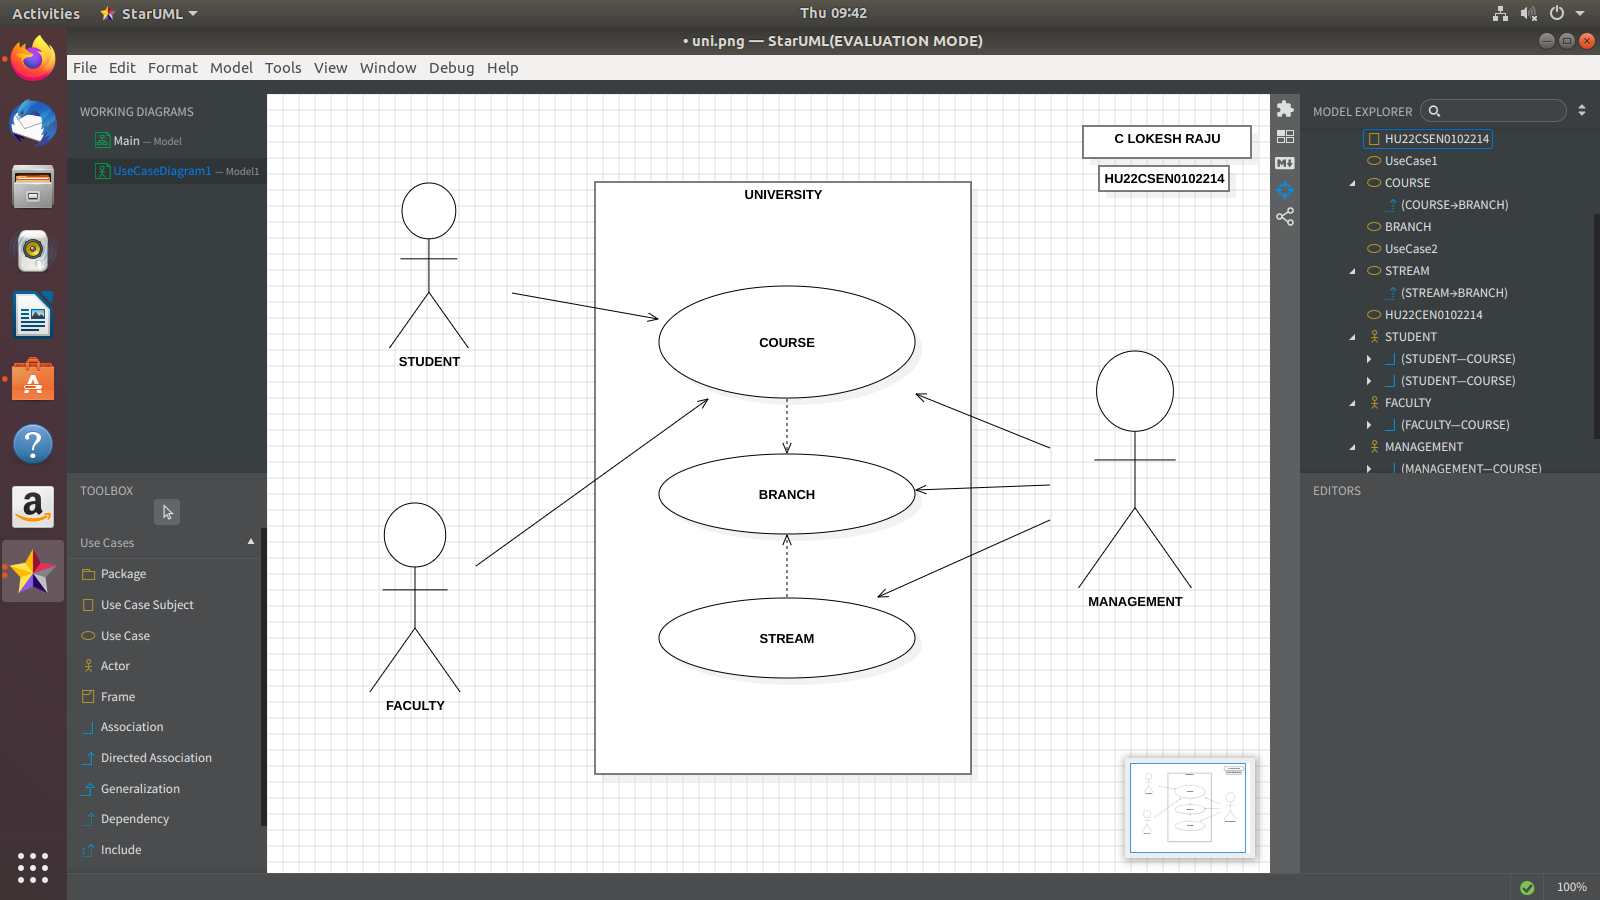 Activities StarUML Thu 09:42
• uni.png — StarUML(EVALUATION MODE)
File Edit Format Model Tools View Window Debug Help
WORKING DIAGRAMS
Main — Model
UseCaseDiagram1 — Model1
TOOLBOX
Use Cases
Package
Use Case Subject
Use Case
Actor
Frame
Association
Directed Association
Generalization
Dependency
Include
C LOKESH RAJU
HU22CSEN0102214
UNIVERSITY
STUDENT
COURSE
BRANCH
STREAM
FACULTY
MANAGEMENT
M
MODEL EXPLORER
HU22CSEN0102214
UseCase1
COURSE
(COURSE→BRANCH)
BRANCH
UseCase2
STREAM
(STREAM→BRANCH)
HU22CEN0102214
STUDENT
(STUDENT—COURSE)
(STUDENT—COURSE)
FACULTY
(FACULTY—COURSE)
MANAGEMENT
(MANAGEMENT—COURSE)
EDITORS
100%